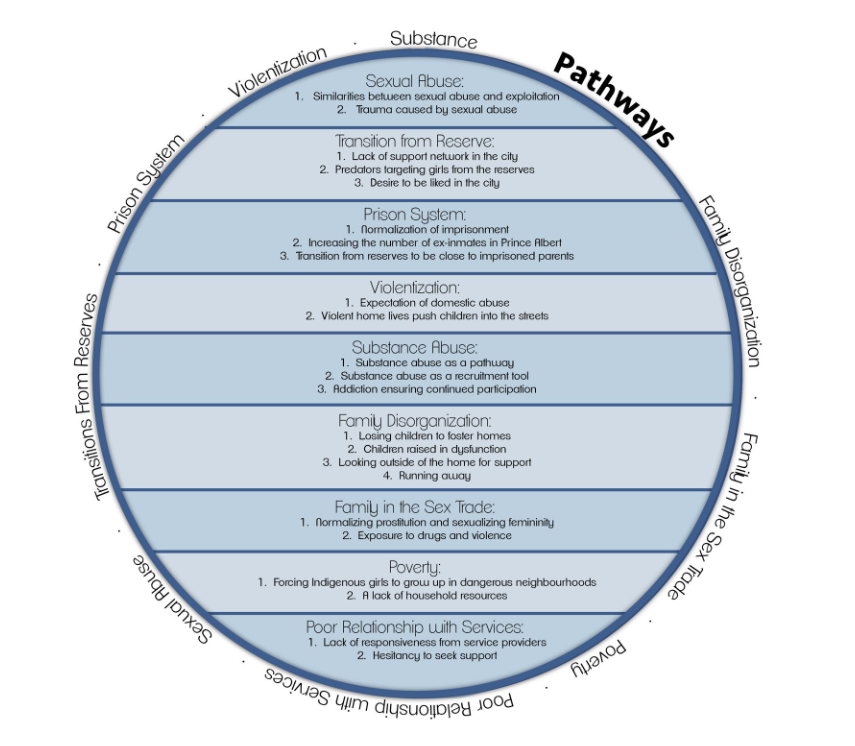 Substance
Pathways
Family Disorganization
Family in the Sex Trade
Poverty
Poor Relationship with Services
Sexual Abuse
Transitions From Reserves
Prison System
Violentization
Sexual Abuse:
1. Similarities between sexual abuse and exploitation
2. Trauma caused by sexual abuse
Transition from Reserve:
1. Lack of support network in the city
2. Predators targeting girls from the reserves
3. Desire to be liked in the city
Prison System:
1. Normalization of imprisonment
2. Increasing the number of ex-inmates in Prince Albert
3. Transition from reserves to be close to imprisoned parents
Violentization:
1. Expectation of domestic abuse
2. Violent home lives push children into the streets
Substance Abuse:
1. Substance abuse as a pathway
2. Substance abuse as a recruitment tool
3. Addiction ensuring continued participation
Family Disorganization:
1. Losing children to foster homes
2. Children raised in dysfunction
3. Looking outside of the home for support
4. Running away
Family in the Sex Trade:
1. Normalizing prostitution and sexualizing femininity
2. Exposure to drugs and violence
Poverty:
1. Forcing Indigenous girls to grow up in dangerous neighbourhoods
2. A lack of household resources
Poor Relationship with Services:
1. Lack of responsiveness from service providers
2. Hesitancy to seek support